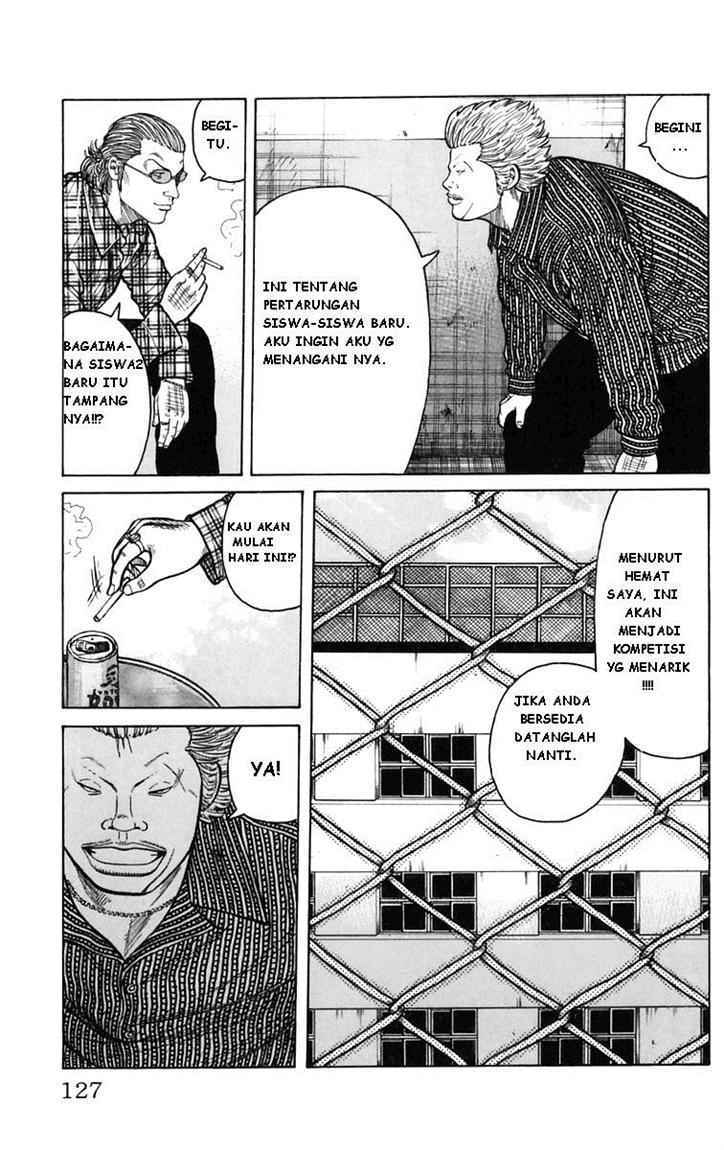 BEGINI
...
INI TENTANG
PERTARUNGAN
SISWA-SISWA BARU.
AKU INGIN AKU YG
MENANGANI NYA.
BEGI-
TU.
BAGAIMA-
NA SISWA2
BARU ITU
TAMPANG
NYA!!?
MENURUT
HEMAT
SAYA, INI
AKAN
MENJADI
KOMPETISI
YG MENARIK
!!!!
JIKA ANDA
BERSEDIA
DATANGLAH
NANTI.
KAU AKAN
MULAI
HARI INI!?
YA!
127